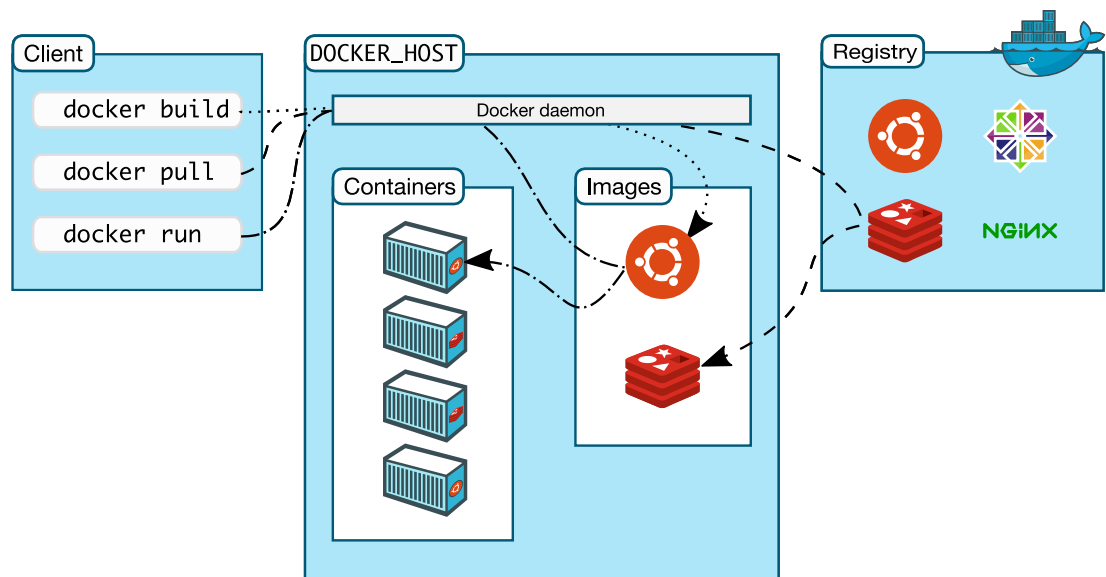 Client
docker build
docker pull
docker run
DOCKER_HOST
Docker daemon
Containers
Images
Registry
NGiNX